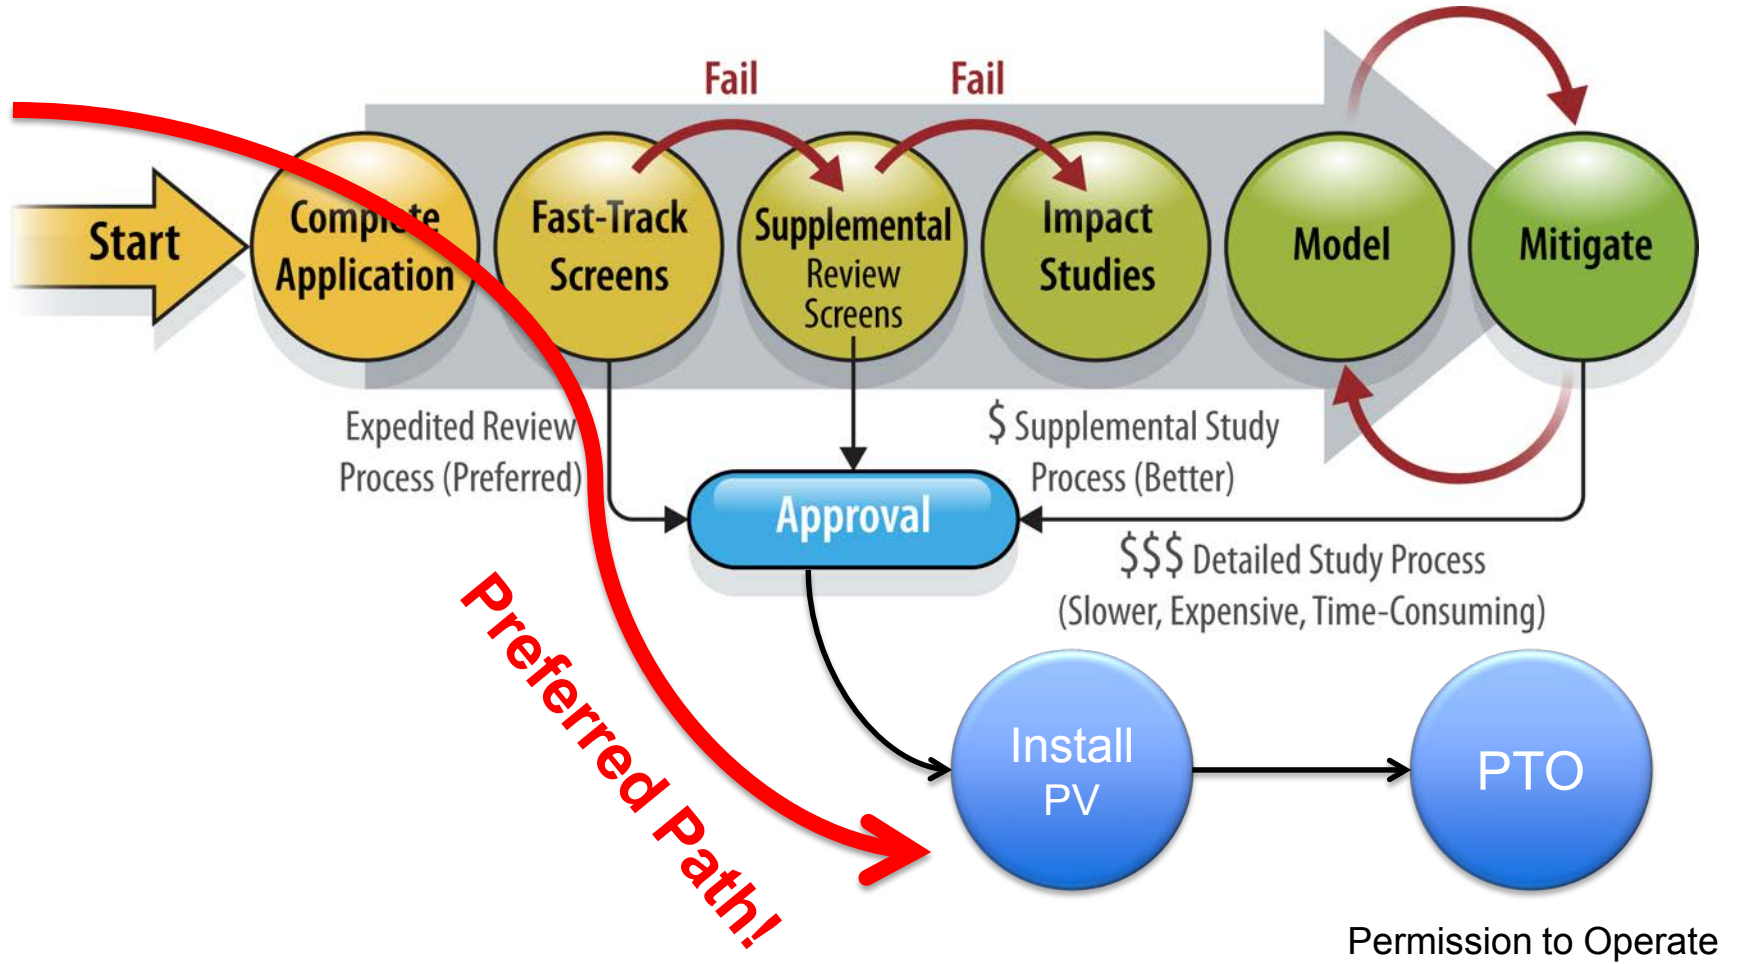 Fail
Fail
Start
Complete
Application
Fast-Track
Screens
Supplemental
Review
Screens
Impact
Studies
Model
Mitigate
Expedited Review
Process (Preferred)
$ Supplemental Study
Process (Better)
Approval
$$$ Detailed Study Process
(Slower, Expensive, Time-Consuming)
Preferred Path!
Install
PV
PTO
Permission to Operate